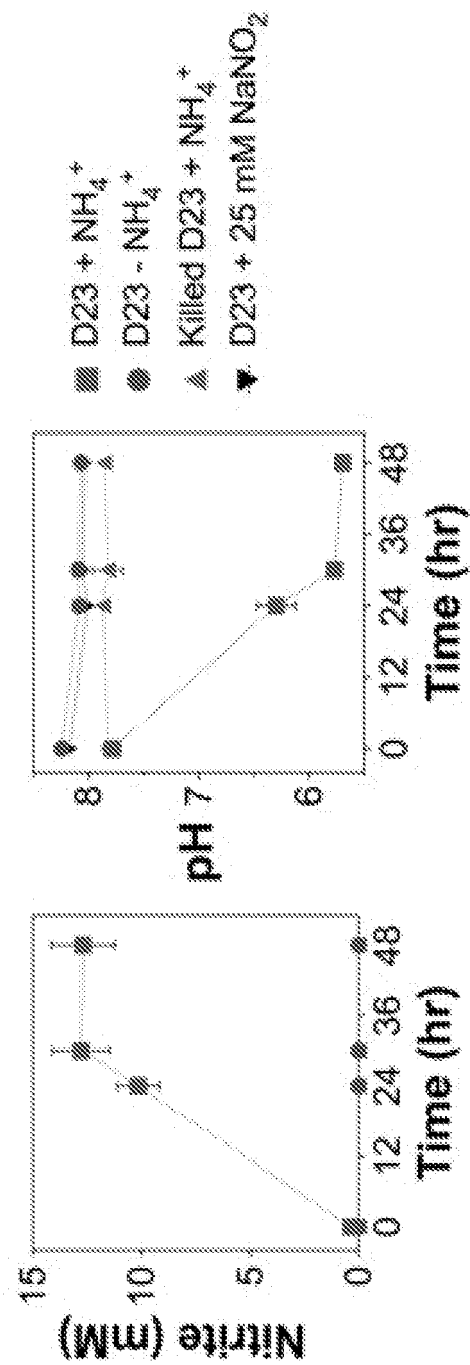 Nitrite (mM)
15
10
5
0
0 12 24 36 48
Time (hr)
pH
8
7
6
0 12 24 36 48
Time (hr)
D23 + NH₄⁺
D23 - NH₄⁺
Killed D23 + NH₄⁺
D23 + 25 mM NaNO₂